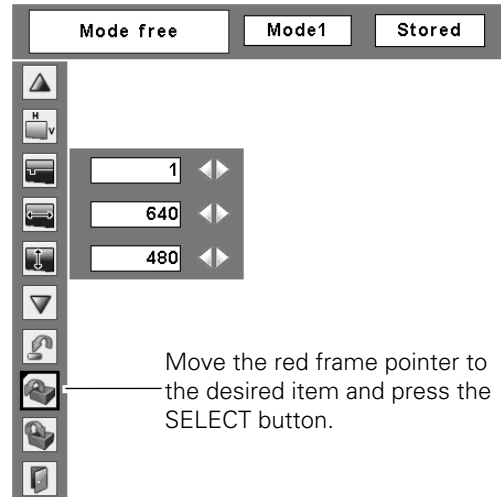 Mode free Mode1 Stored
H
V
1
640
480
Move the red frame pointer to
the desired item and press the
SELECT button.